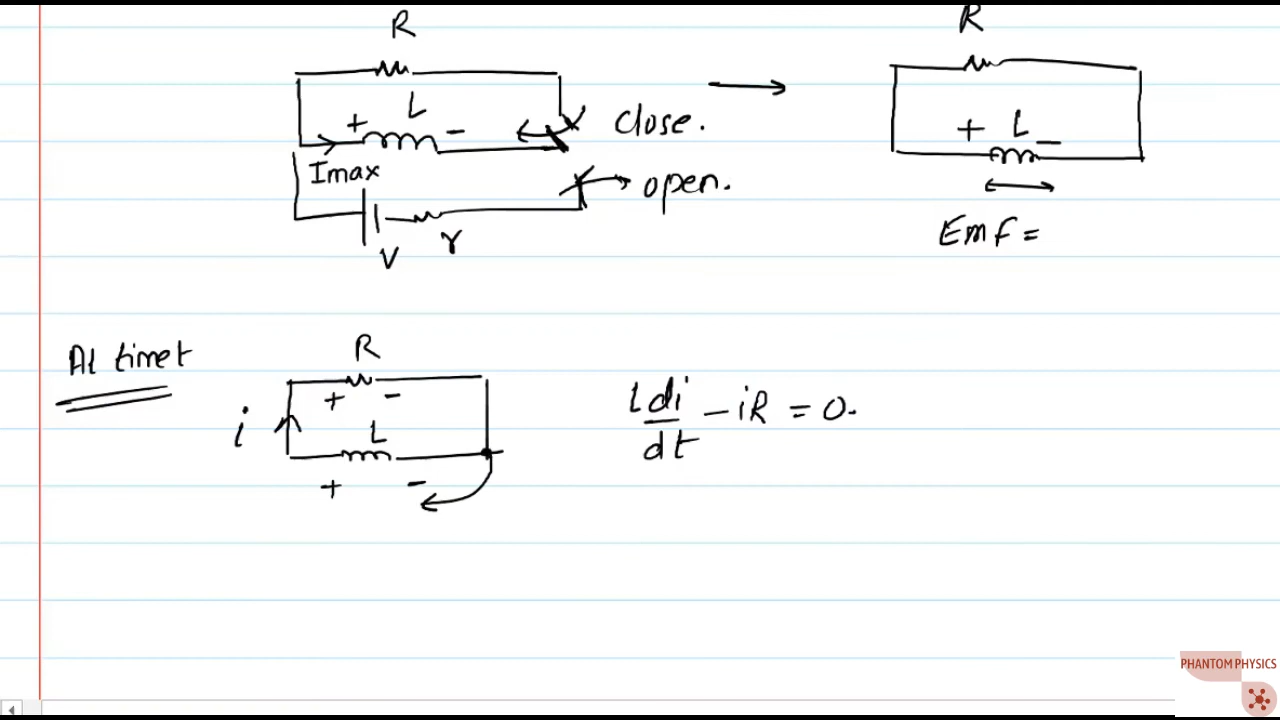 R
R
+ L -
close.
Imax
open.
V
r
+ L -
Emf =
At time t
R
+ -
i
L
+ -
Ldi/dt - iR = 0.
PHANTOM PHYSICS